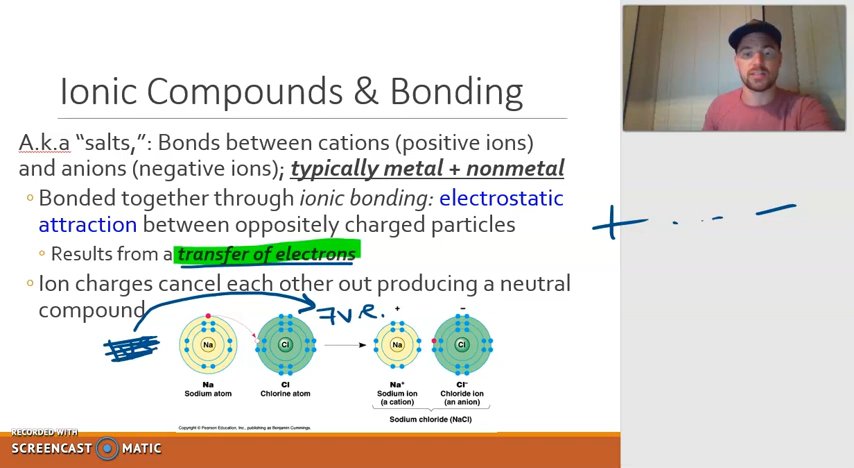 Ionic Compounds & Bonding
A.k.a “salts,”: Bonds between cations (positive ions)
and anions (negative ions); typically metal + nonmetal
Bonded together through ionic bonding: electrostatic
attraction between oppositely charged particles
Results from a transfer of electrons
Ion charges cancel each other out producing a neutral
compound
7V e.
+ −
+ −
Na Cl Na Cl
Na Cl Na⁺ Cl⁻
Sodium atom Chlorine atom Sodium ion Chloride ion
(a cation) (an anion)
Sodium chloride (NaCl)
Copyright © Pearson Education, Inc., publishing as Benjamin Cummings.
RECORDED WITH
SCREENCAST MATIC